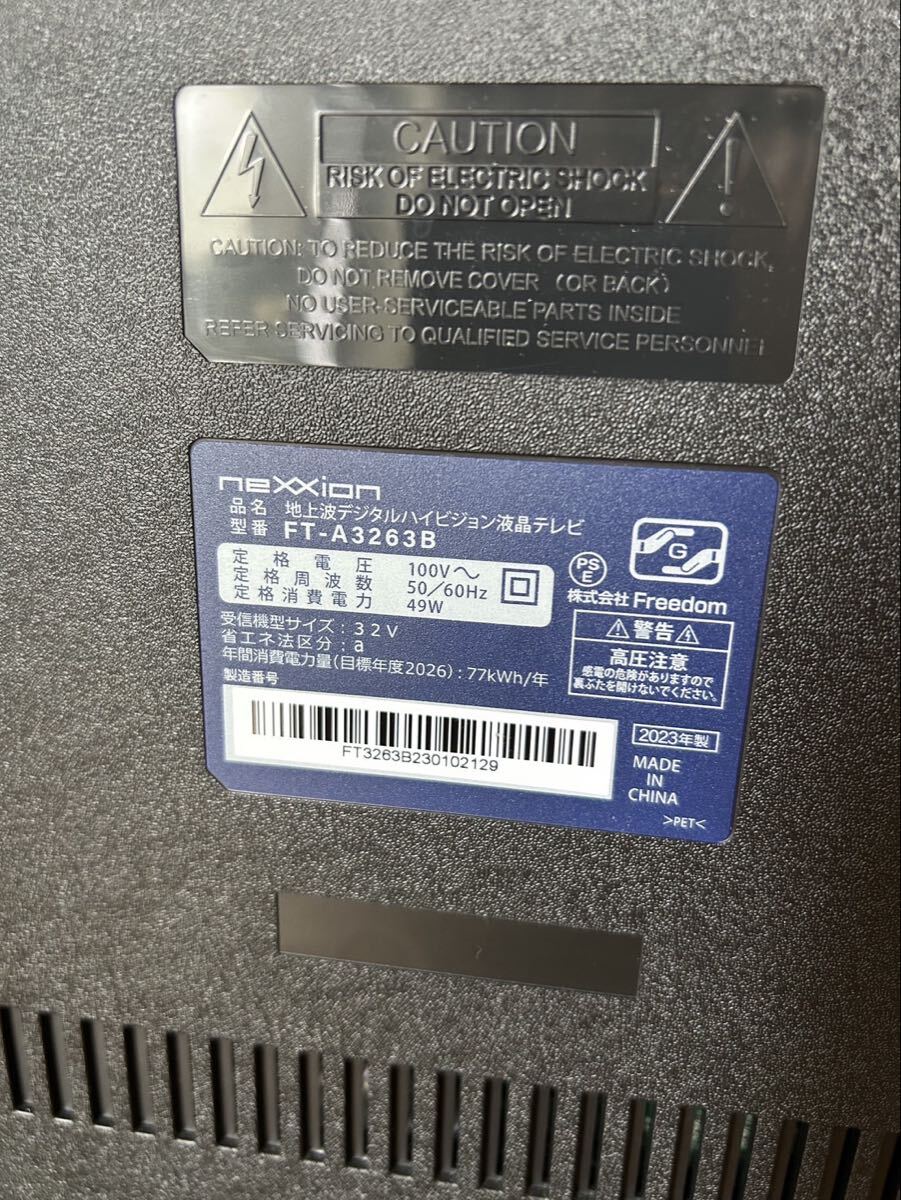 CAUTION
RISK OF ELECTRIC SHOCK
DO NOT OPEN
CAUTION: TO REDUCE THE RISK OF ELECTRIC SHOCK,
DO NOT REMOVE COVER (OR BACK)
NO USER-SERVICEABLE PARTS INSIDE
REFER SERVICING TO QUALIFIED SERVICE PERSONNEL
neXXion
品名 地上波デジタルハイビジョン液晶テレビ
型番 FT-A3263B
定格電圧 100V～
定格周波数 50/60Hz
定格消費電力 49W
PS
E
G
株式会社 Freedom
受信機型サイズ：32V
省エネ法区分：a
年間消費電力量(目標年度2026)：77kWh/年
製造番号
警告
高圧注意
感電の危険がありますので
裏ぶたを開けないでください。
FT3263B230102129
2023年製
MADE
IN
CHINA
>PET<